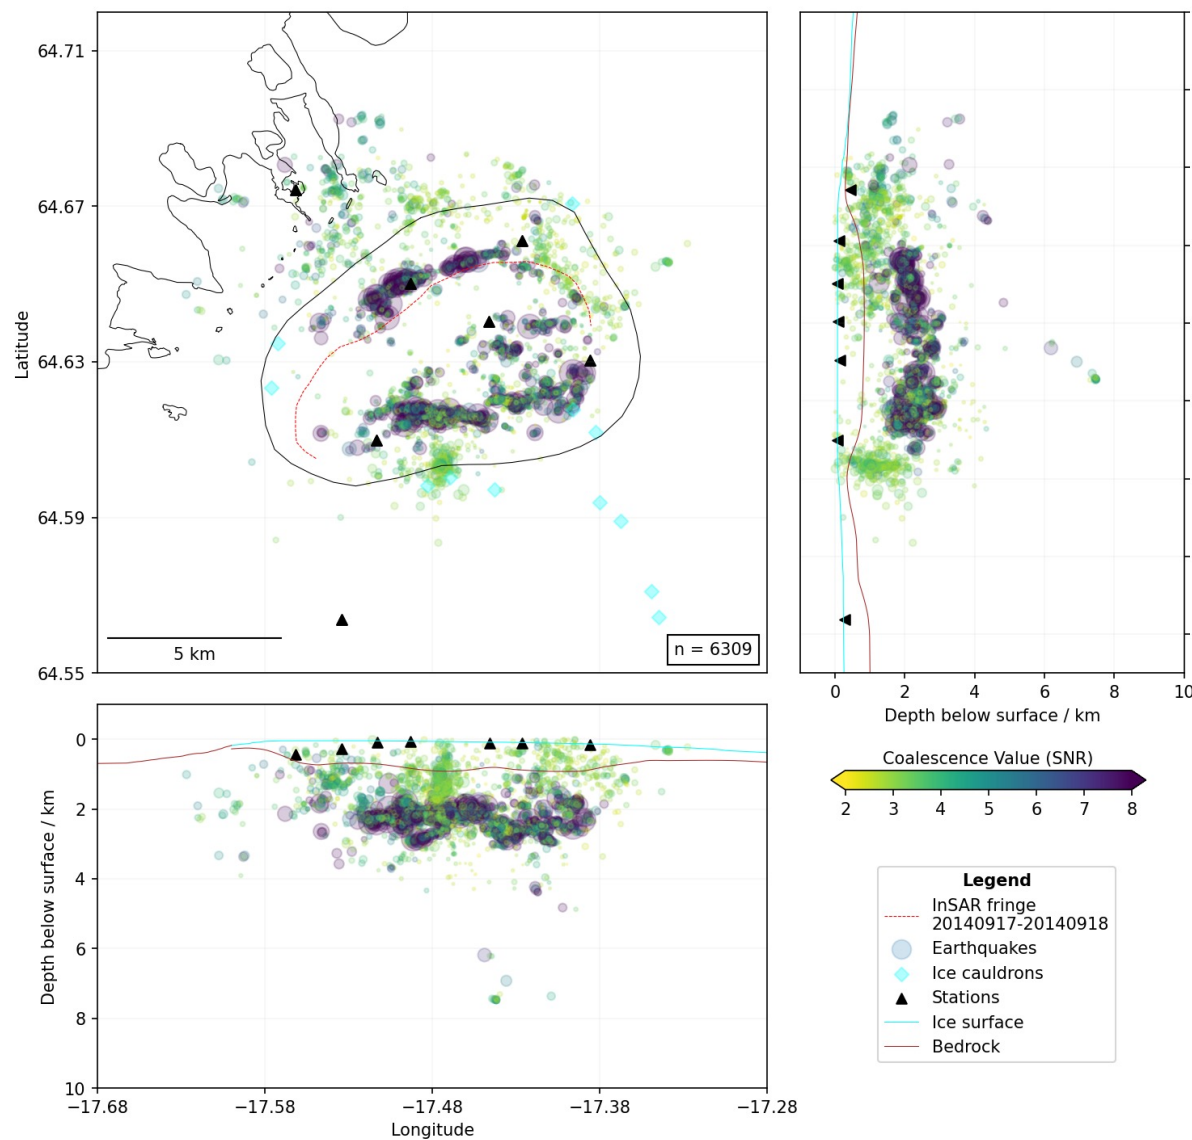 64.71
64.67
64.63
64.59
64.55
Latitude
5 km
n = 6309
0 2 4 6 8 10
Depth below surface / km
0
2
4
6
8
10
Depth below surface / km
−17.68 −17.58 −17.48 −17.38 −17.28
Longitude
Coalescence Value (SNR)
2 3 4 5 6 7 8
Legend
InSAR fringe
20140917-20140918
Earthquakes
Ice cauldrons
Stations
Ice surface
Bedrock